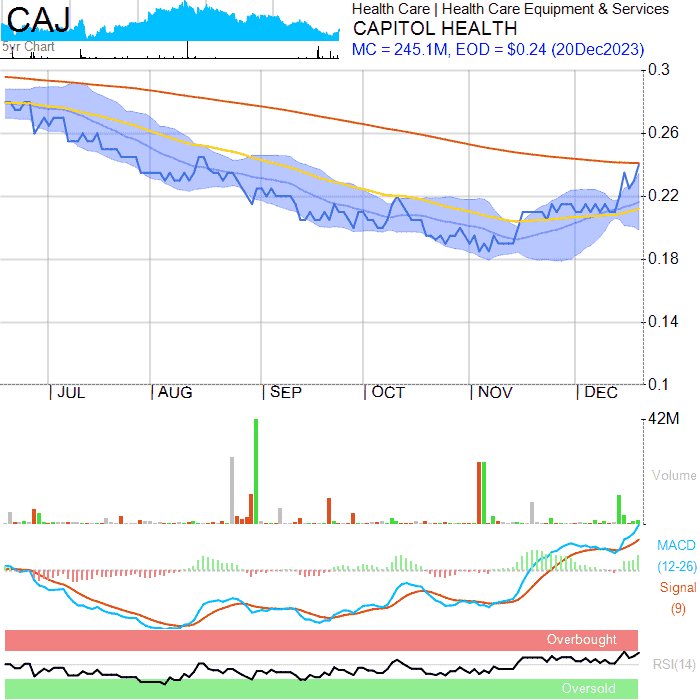 CAJ
5yr Chart
Health Care | Health Care Equipment & Services
CAPITOL HEALTH
MC = 245.1M, EOD = $0.24 (20Dec2023)
0.3
0.26
0.22
0.18
0.14
0.1
JUL AUG SEP OCT NOV DEC
42M
Volume
MACD
(12-26)
Signal
(9)
Overbought
RSI(14)
Oversold